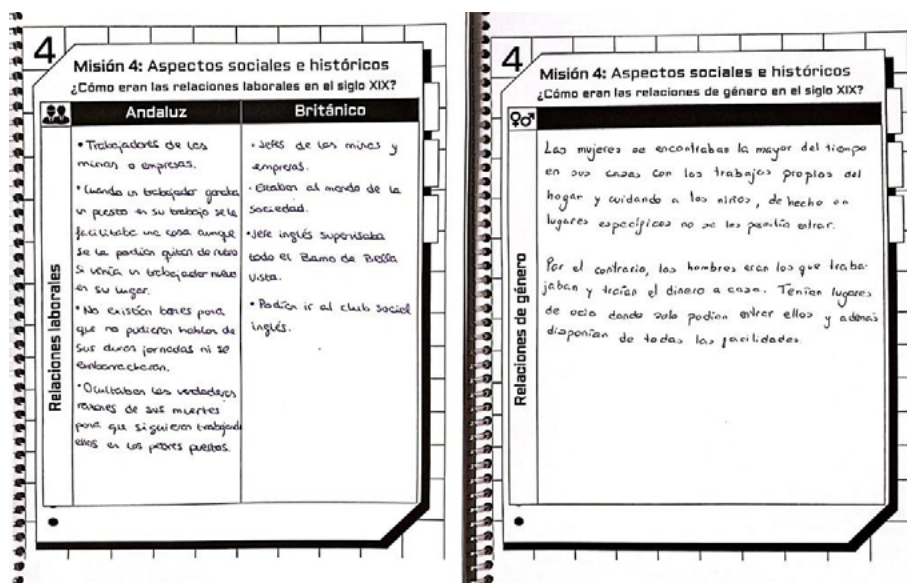 4
Misión 4: Aspectos sociales e históricos
¿Cómo eran las relaciones laborales en el siglo XIX?
Andaluz
Británico
Relaciones laborales
• Trabajadores de las
minas o empresas.
• Cuando un trabajador ganaba
un puesto en su trabajo se le
facilitaba una casa aunque
se la podían quitar de nuevo
si venía un trabajador nuevo
en su lugar.
• No existían bares para
que no pudieran hablar de
sus duras jornadas ni se
emborracharan.
• Ocultaban las verdaderas
razones de sus muertes
para que siguieran trabajando
ellos en los peores puestos.
• Jefes de las minas y
empresas.
• Estaban al mando de la
sociedad.
• Jefe inglés supervisaba
todo el Barrio de Bella
Vista.
• Podían ir al club social
inglés.
4
Misión 4: Aspectos sociales e históricos
¿Cómo eran las relaciones de género en el siglo XIX?
Relaciones de género
Las mujeres se encontraban la mayor del tiempo
en sus casas con los trabajos propios del
hogar y cuidando a los niños, de hecho en
lugares específicos no se les permitía entrar.
Por el contrario, los hombres eran los que traba-
jaban y traían el dinero a casa. Tenían lugares
de ocio donde solo podían entrar ellos y además
disponían de todas las facilidades.